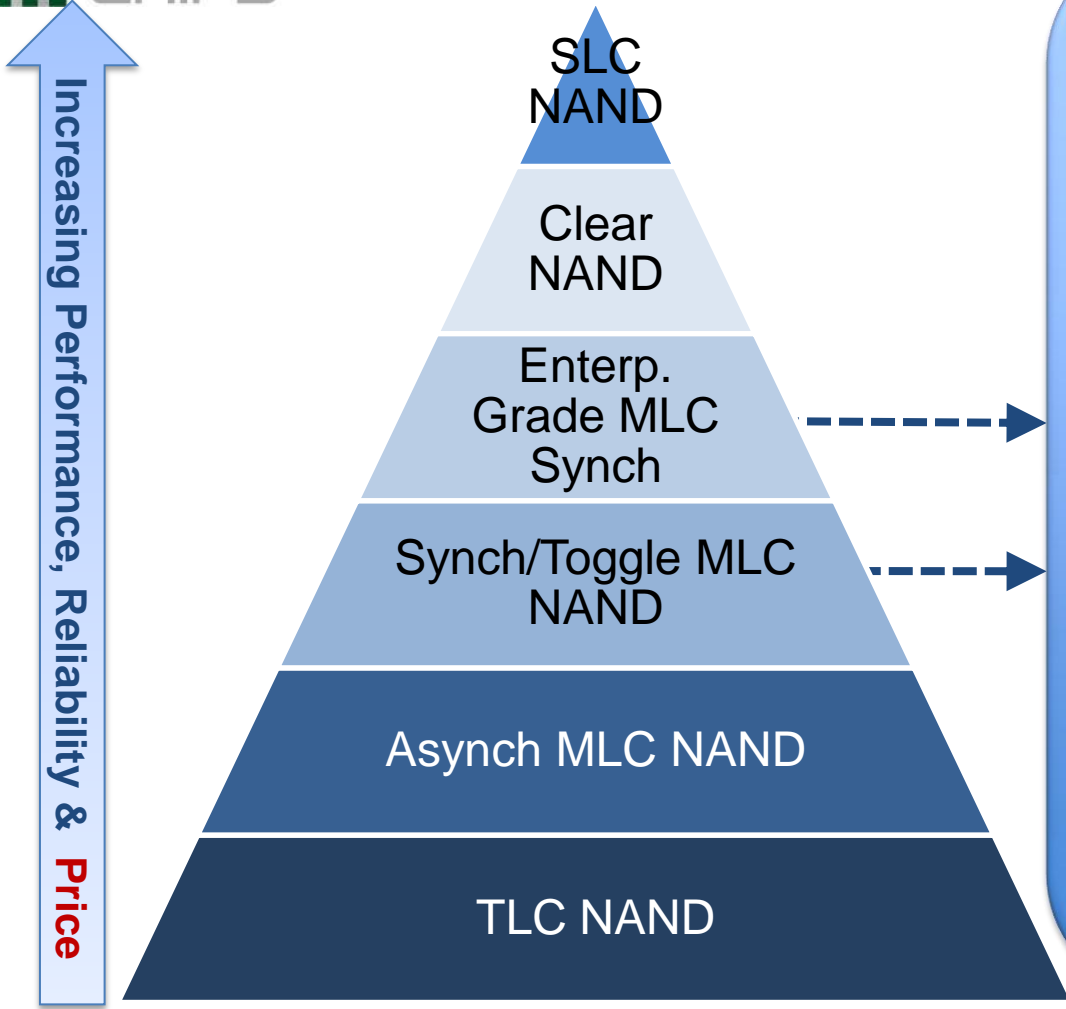 Increasing Performance, Reliability & Price
SLC
NAND
Clear
NAND
Enterp.
Grade MLC
Synch
Synch/Toggle MLC
NAND
Asynch MLC NAND
TLC NAND